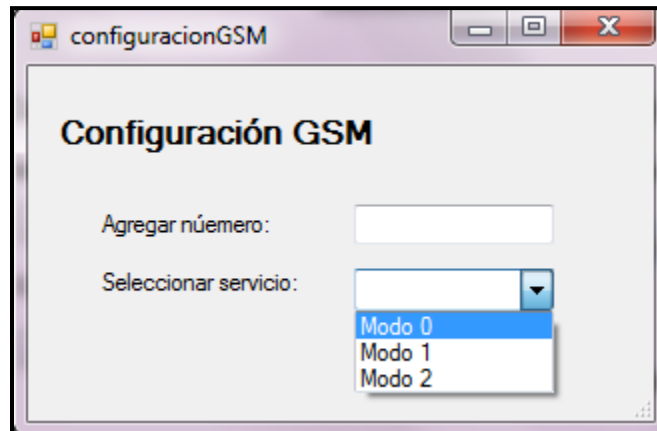 configuracionGSM
Configuración GSM
Agregar núemero:
Seleccionar servicio:
Modo 0
Modo 1
Modo 2